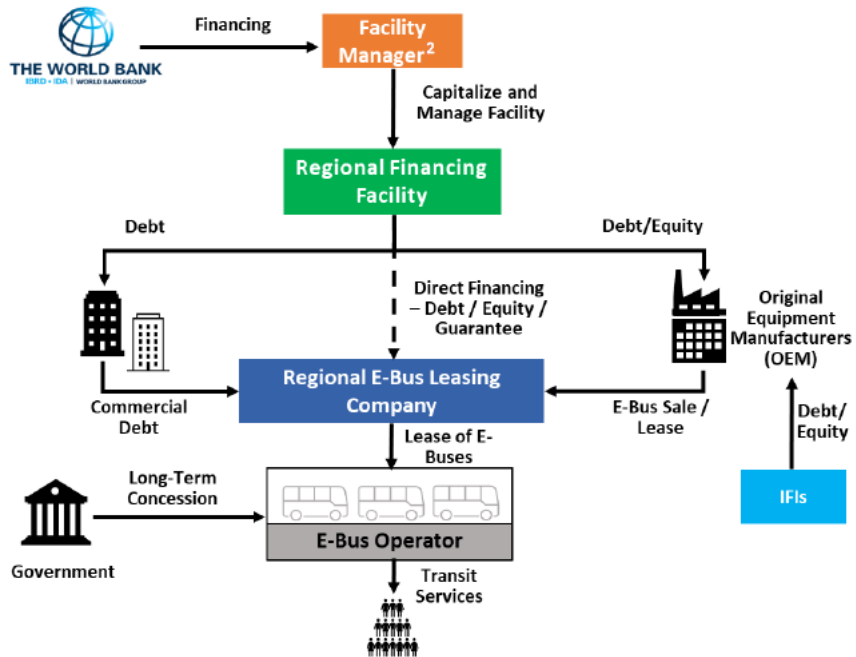 Financing
Facility
Manager2
THE WORLD BANK
IBRD • IDA | WORLD BANK GROUP
Capitalize and
Manage Facility
Regional Financing
Facility
Debt
Debt/Equity
Direct Financing
– Debt / Equity /
Guarantee
Original
Equipment
Manufacturers
(OEM)
Regional E-Bus Leasing
Company
Commercial
Debt
E-Bus Sale /
Lease
Debt/
Equity
Lease of E-
Buses
Long-Term
Concession
IFIs
E-Bus Operator
Government
Transit
Services